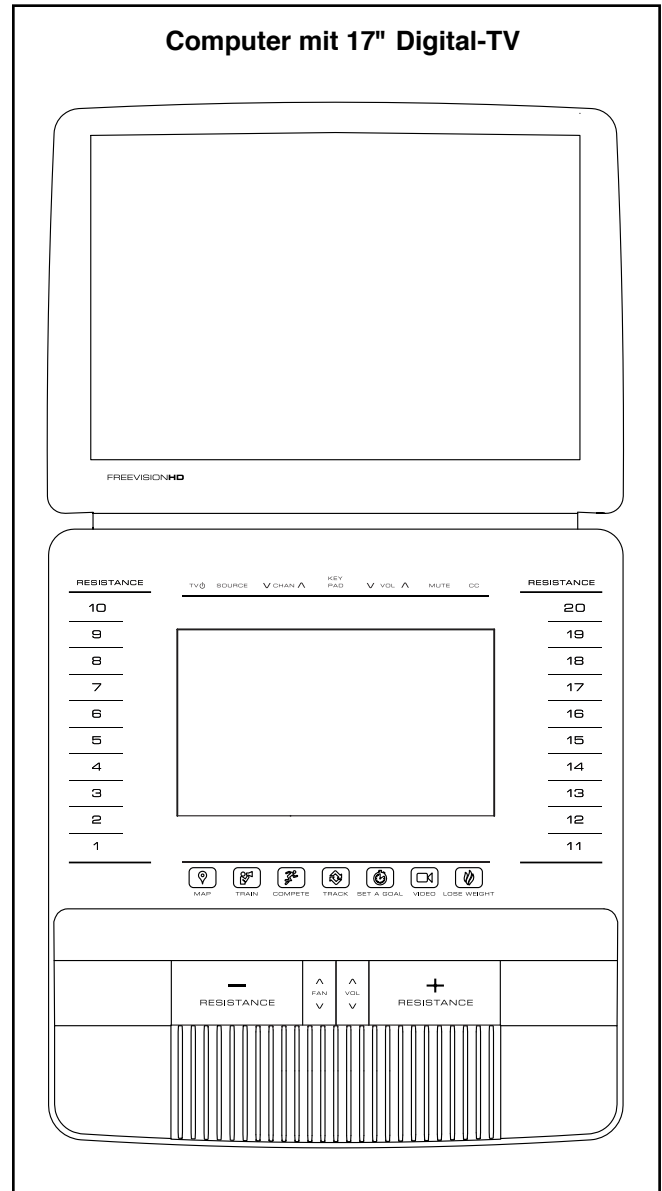 Computer mit 17" Digital-TV
FREEVISIONHD
RESISTANCE
10
9
8
7
6
5
4
3
2
1
TV SOURCE CHAN KEY PAD VOL MUTE CC
RESISTANCE
20
19
18
17
16
15
14
13
12
11
MAP TRAIN COMPETE TRACK SET A GOAL VIDEO LOSE WEIGHT
− RESISTANCE
FAN
VOL
+ RESISTANCE